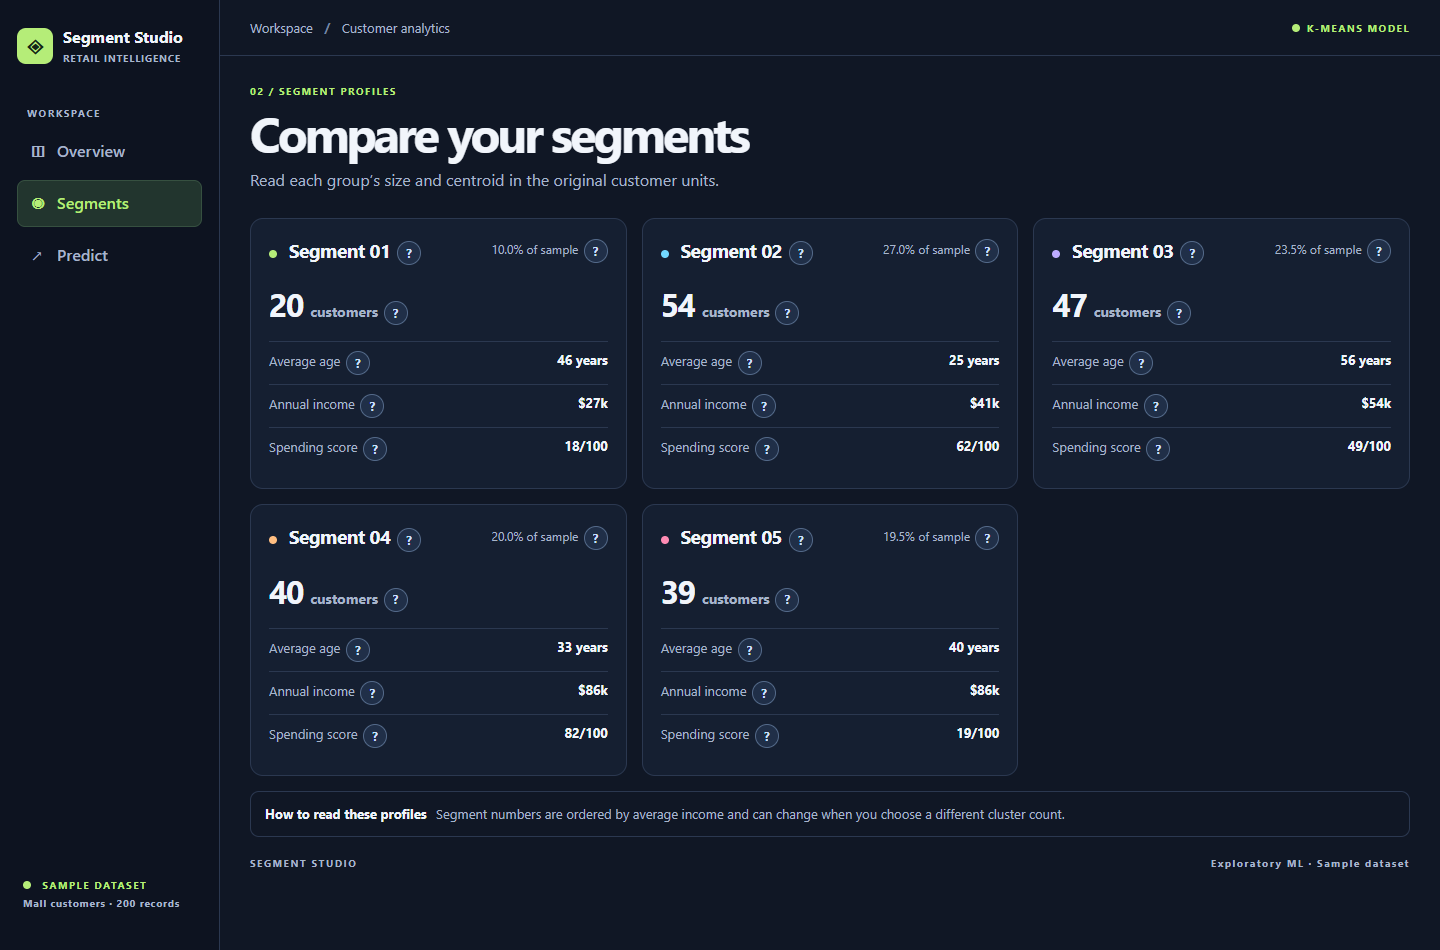 Segment Studio
RETAIL INTELLIGENCE
WORKSPACE
Overview
Segments
Predict
SAMPLE DATASET
Mall customers · 200 records
Workspace / Customer analytics
K-MEANS MODEL
02 / SEGMENT PROFILES
Compare your segments
Read each group's size and centroid in the original customer units.
Segment 01 ? 10.0% of sample ?
20 customers ?
Average age ? 46 years
Annual income ? $27k
Spending score ? 18/100
Segment 02 ? 27.0% of sample ?
54 customers ?
Average age ? 25 years
Annual income ? $41k
Spending score ? 62/100
Segment 03 ? 23.5% of sample ?
47 customers ?
Average age ? 56 years
Annual income ? $54k
Spending score ? 49/100
Segment 04 ? 20.0% of sample ?
40 customers ?
Average age ? 33 years
Annual income ? $86k
Spending score ? 82/100
Segment 05 ? 19.5% of sample ?
39 customers ?
Average age ? 40 years
Annual income ? $86k
Spending score ? 19/100
How to read these profiles Segment numbers are ordered by average income and can change when you choose a different cluster count.
SEGMENT STUDIO
Exploratory ML · Sample dataset